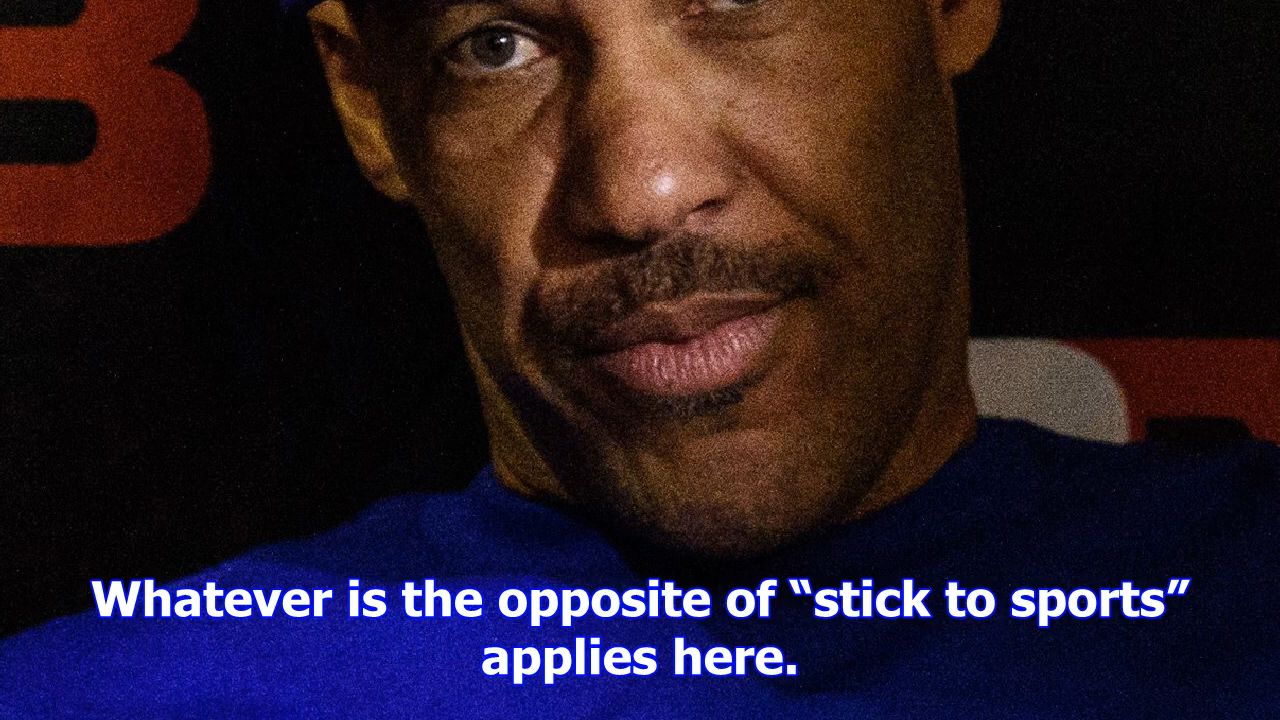 Whatever is the opposite of “stick to sports”
applies here.